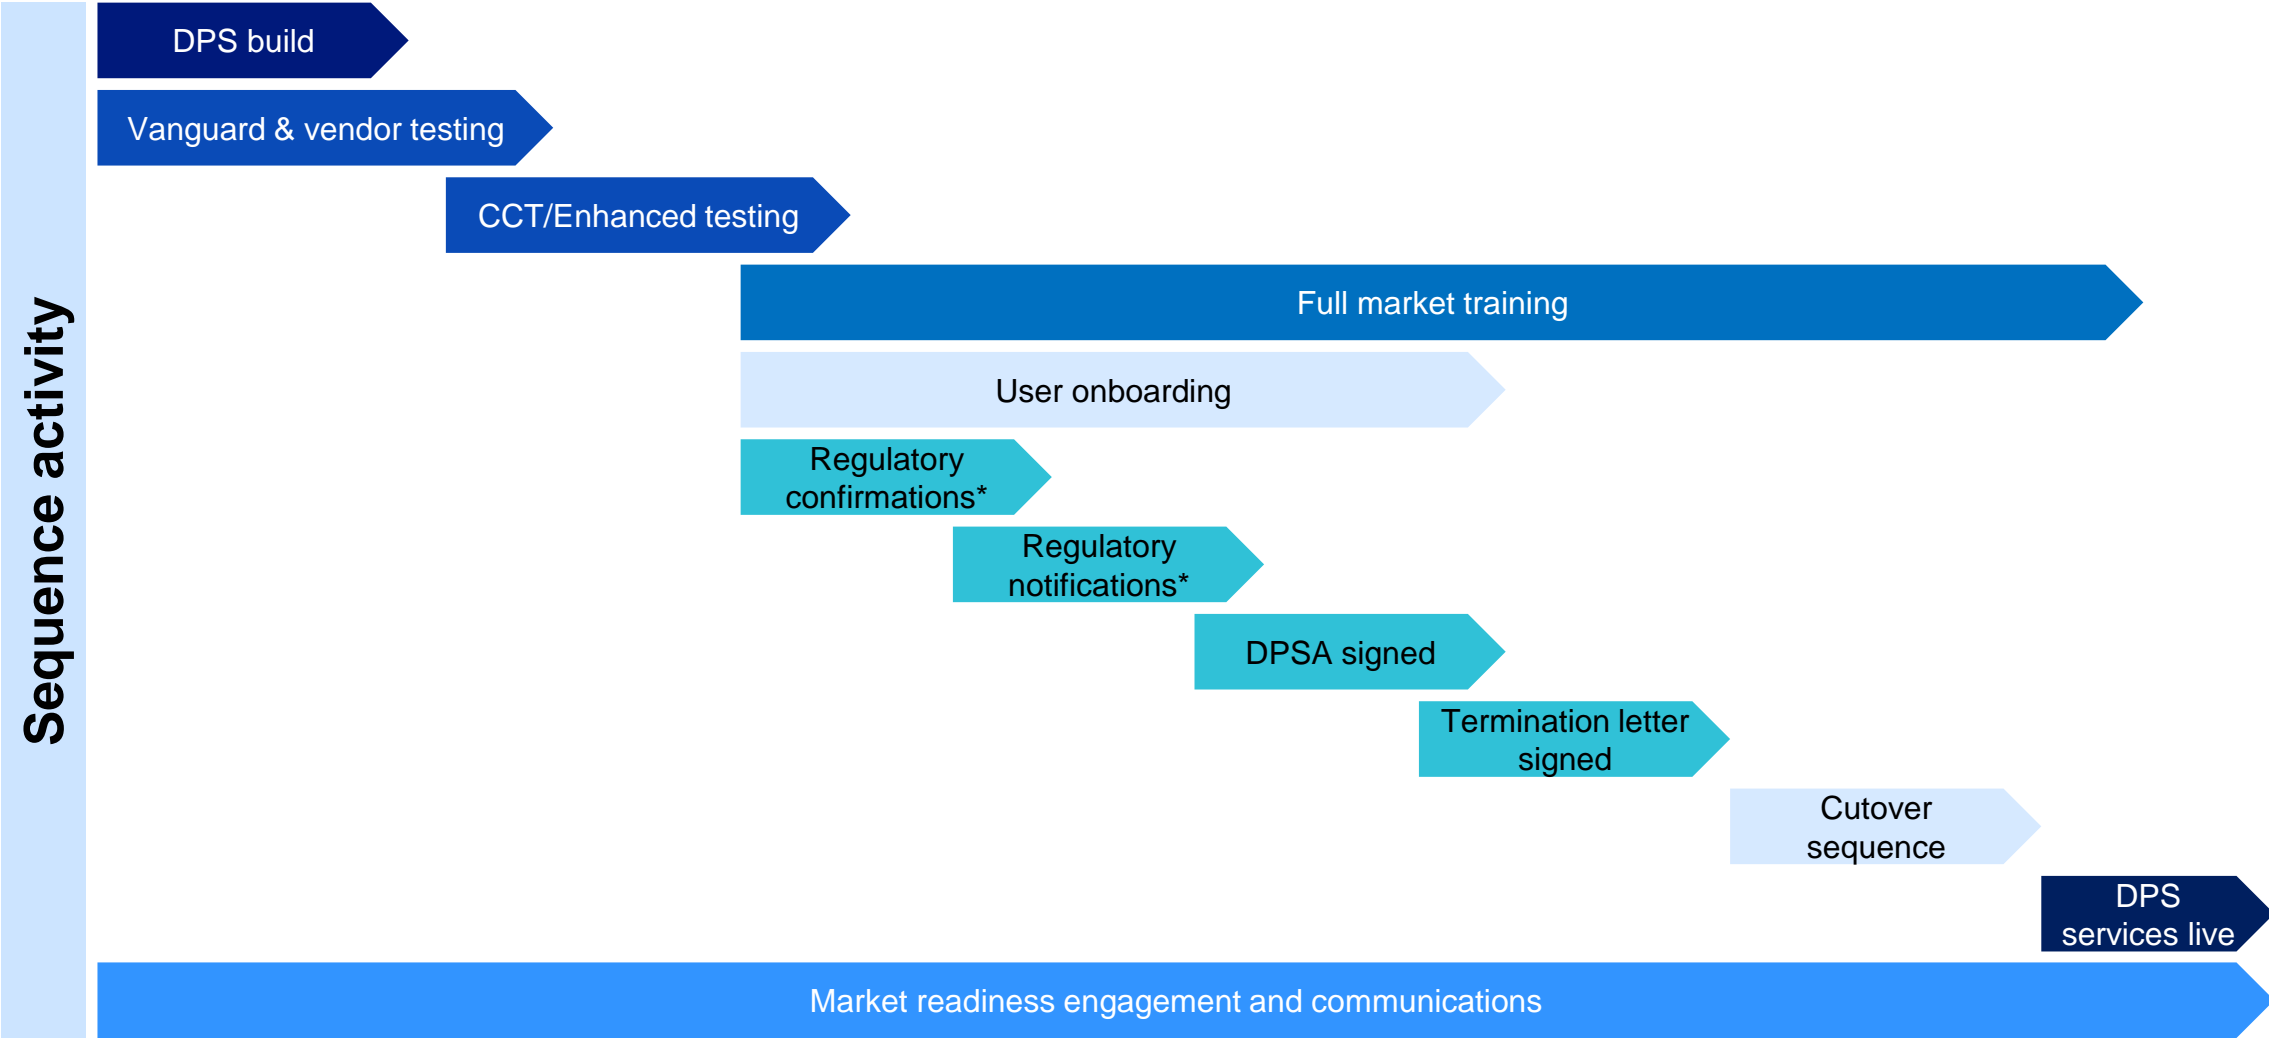 Sequence activity
DPS build
Vanguard & vendor testing
CCT/Enhanced testing
Full market training
User onboarding
Regulatory
confirmations*
Regulatory
notifications*
DPSA signed
Termination letter
signed
Cutover
sequence
DPS
services live
Market readiness engagement and communications